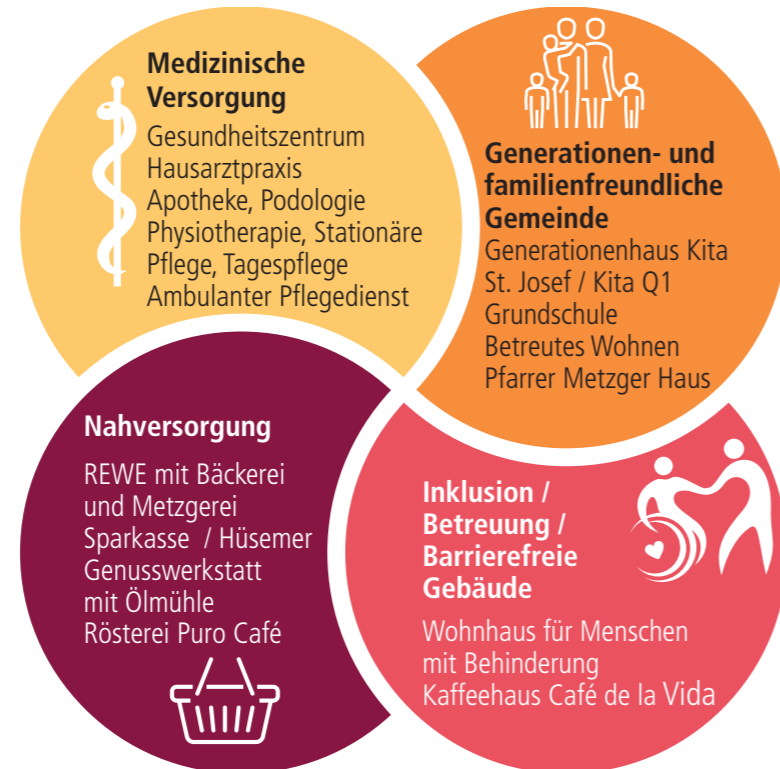 Medizinische
Versorgung
Gesundheitszentrum
Hausarztpraxis
Apotheke, Podologie
Physiotherapie, Stationäre
Pflege, Tagespflege
Ambulanter Pflegedienst
Generationen- und
familienfreundliche
Gemeinde
Generationenhaus Kita
St. Josef / Kita Q1
Grundschule
Betreutes Wohnen
Pfarrer Metzger Haus
Nahversorgung
REWE mit Bäckerei
und Metzgerei
Sparkasse / Hüsemer
Genusswerkstatt
mit Ölmühle
Rösterei Puro Café
Inklusion /
Betreuung /
Barrierefreie
Gebäude
Wohnhaus für Menschen
mit Behinderung
Kaffeehaus Café de la Vida